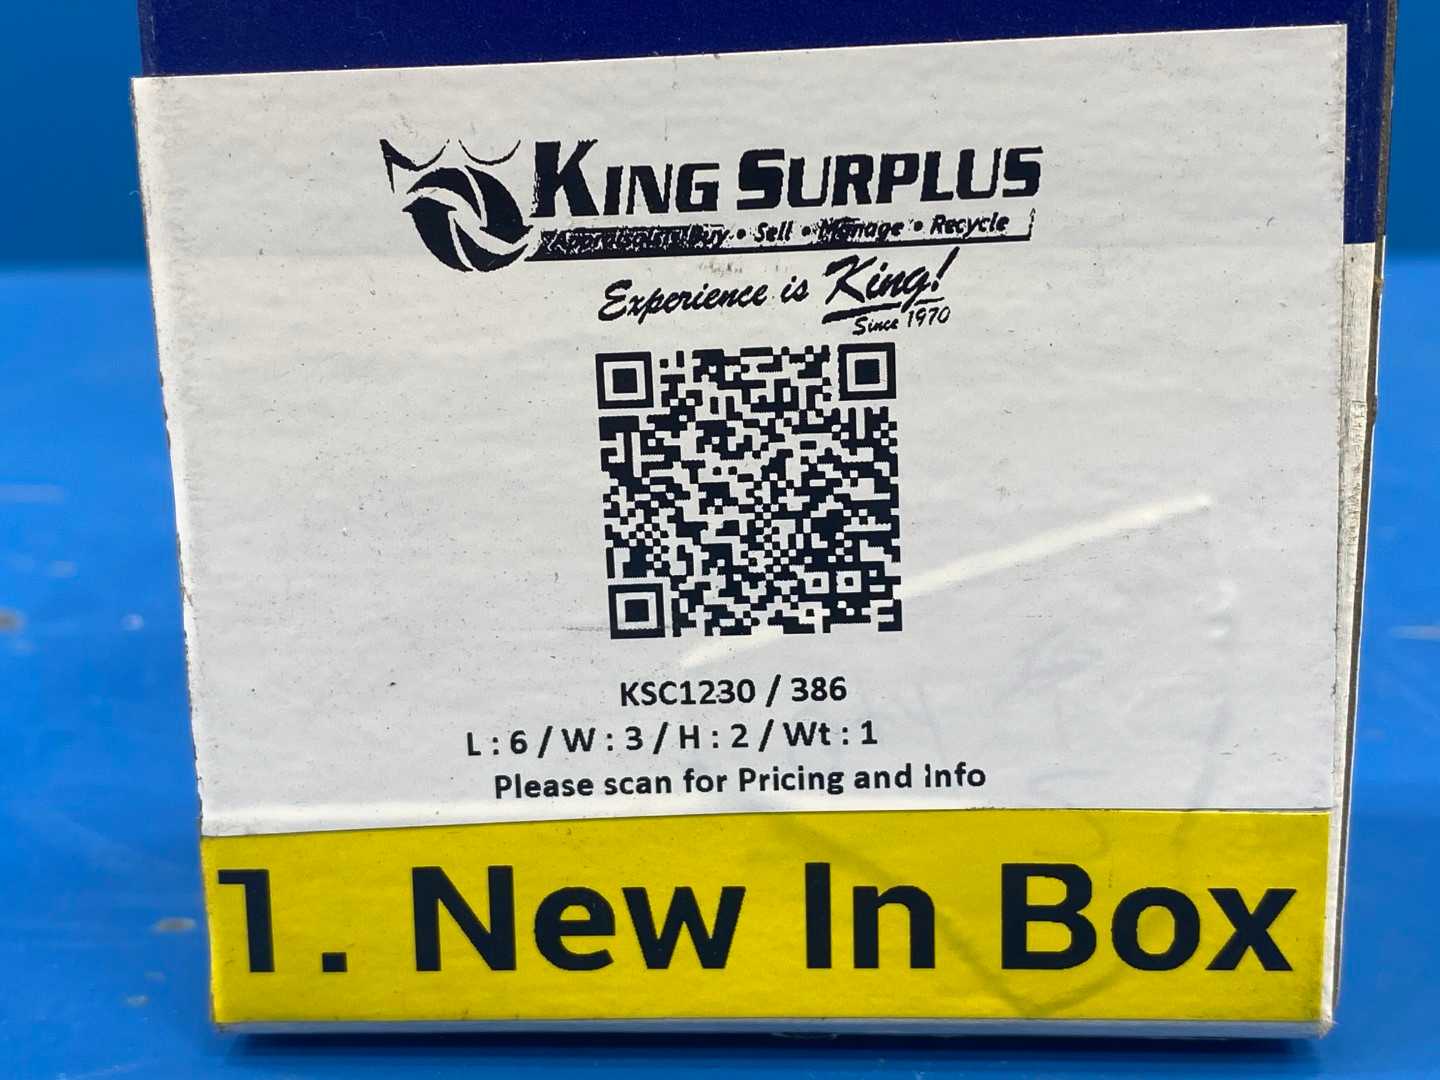 KING SURPLUS
Appraisals • Buy • Sell • Manage • Recycle
Experience is King!
Since 1970
KSC1230 / 386
L : 6 / W : 3 / H : 2 / Wt : 1
Please scan for Pricing and Info
1. New In Box